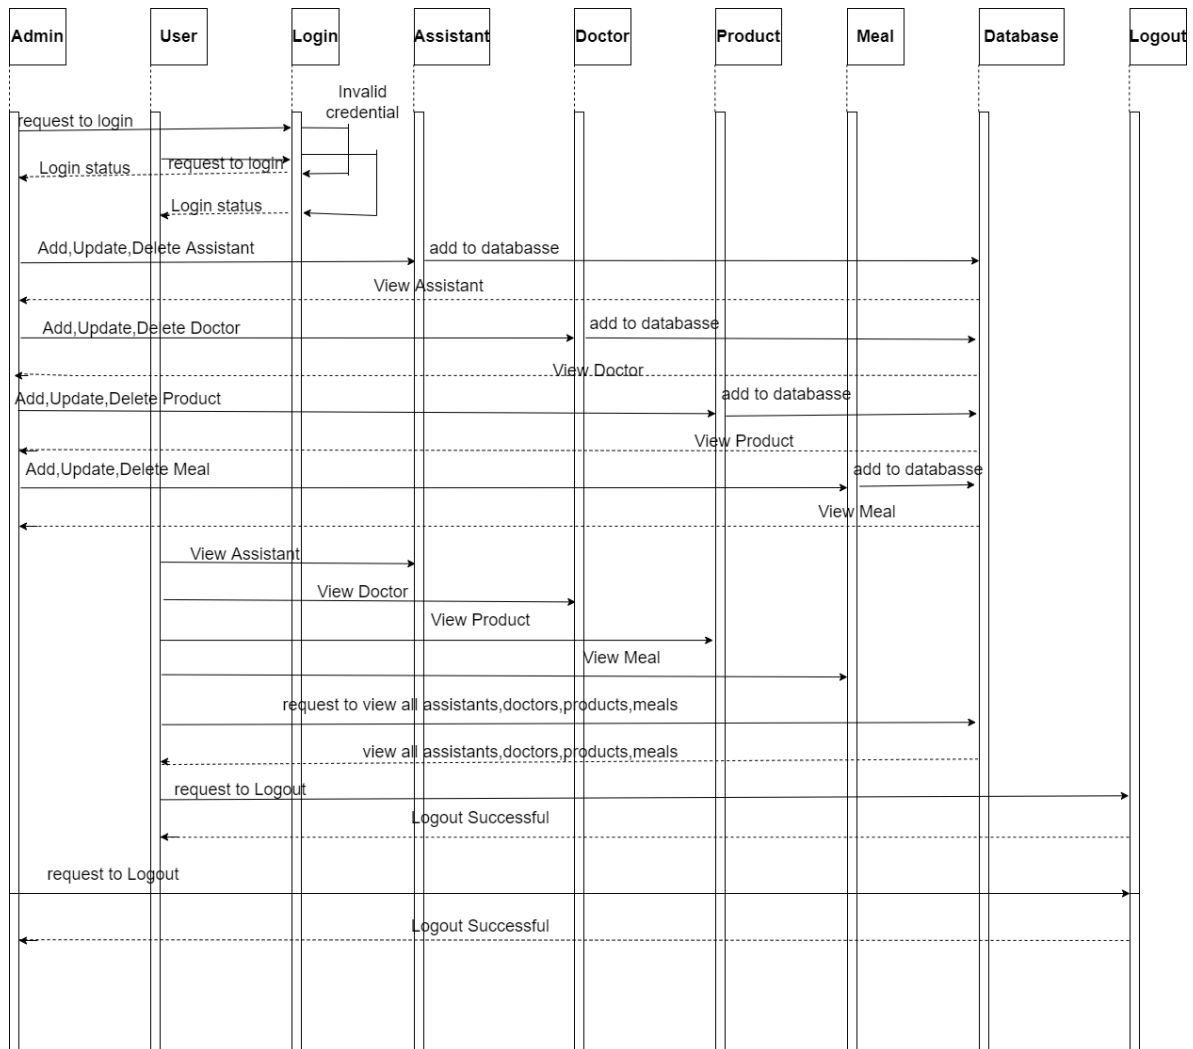 Admin
User
Login
Assistant
Doctor
Product
Meal
Database
Logout
Invalid
credential
request to login
request to login
Login status
Login status
Add,Update,Delete Assistant
add to databasse
View Assistant
Add,Update,Delete Doctor
add to databasse
View Doctor
Add,Update,Delete Product
add to databasse
View Product
Add,Update,Delete Meal
add to databasse
View Meal
View Assistant
View Doctor
View Product
View Meal
request to view all assistants,doctors,products,meals
view all assistants,doctors,products,meals
request to Logout
Logout Successful
request to Logout
Logout Successful